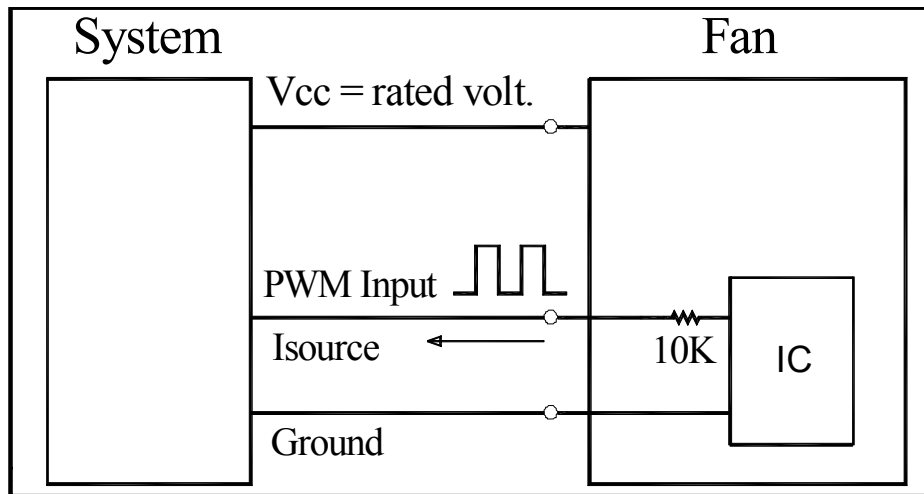 System
Fan
Vcc = rated volt.
PWM Input
Isource
10K
IC
Ground